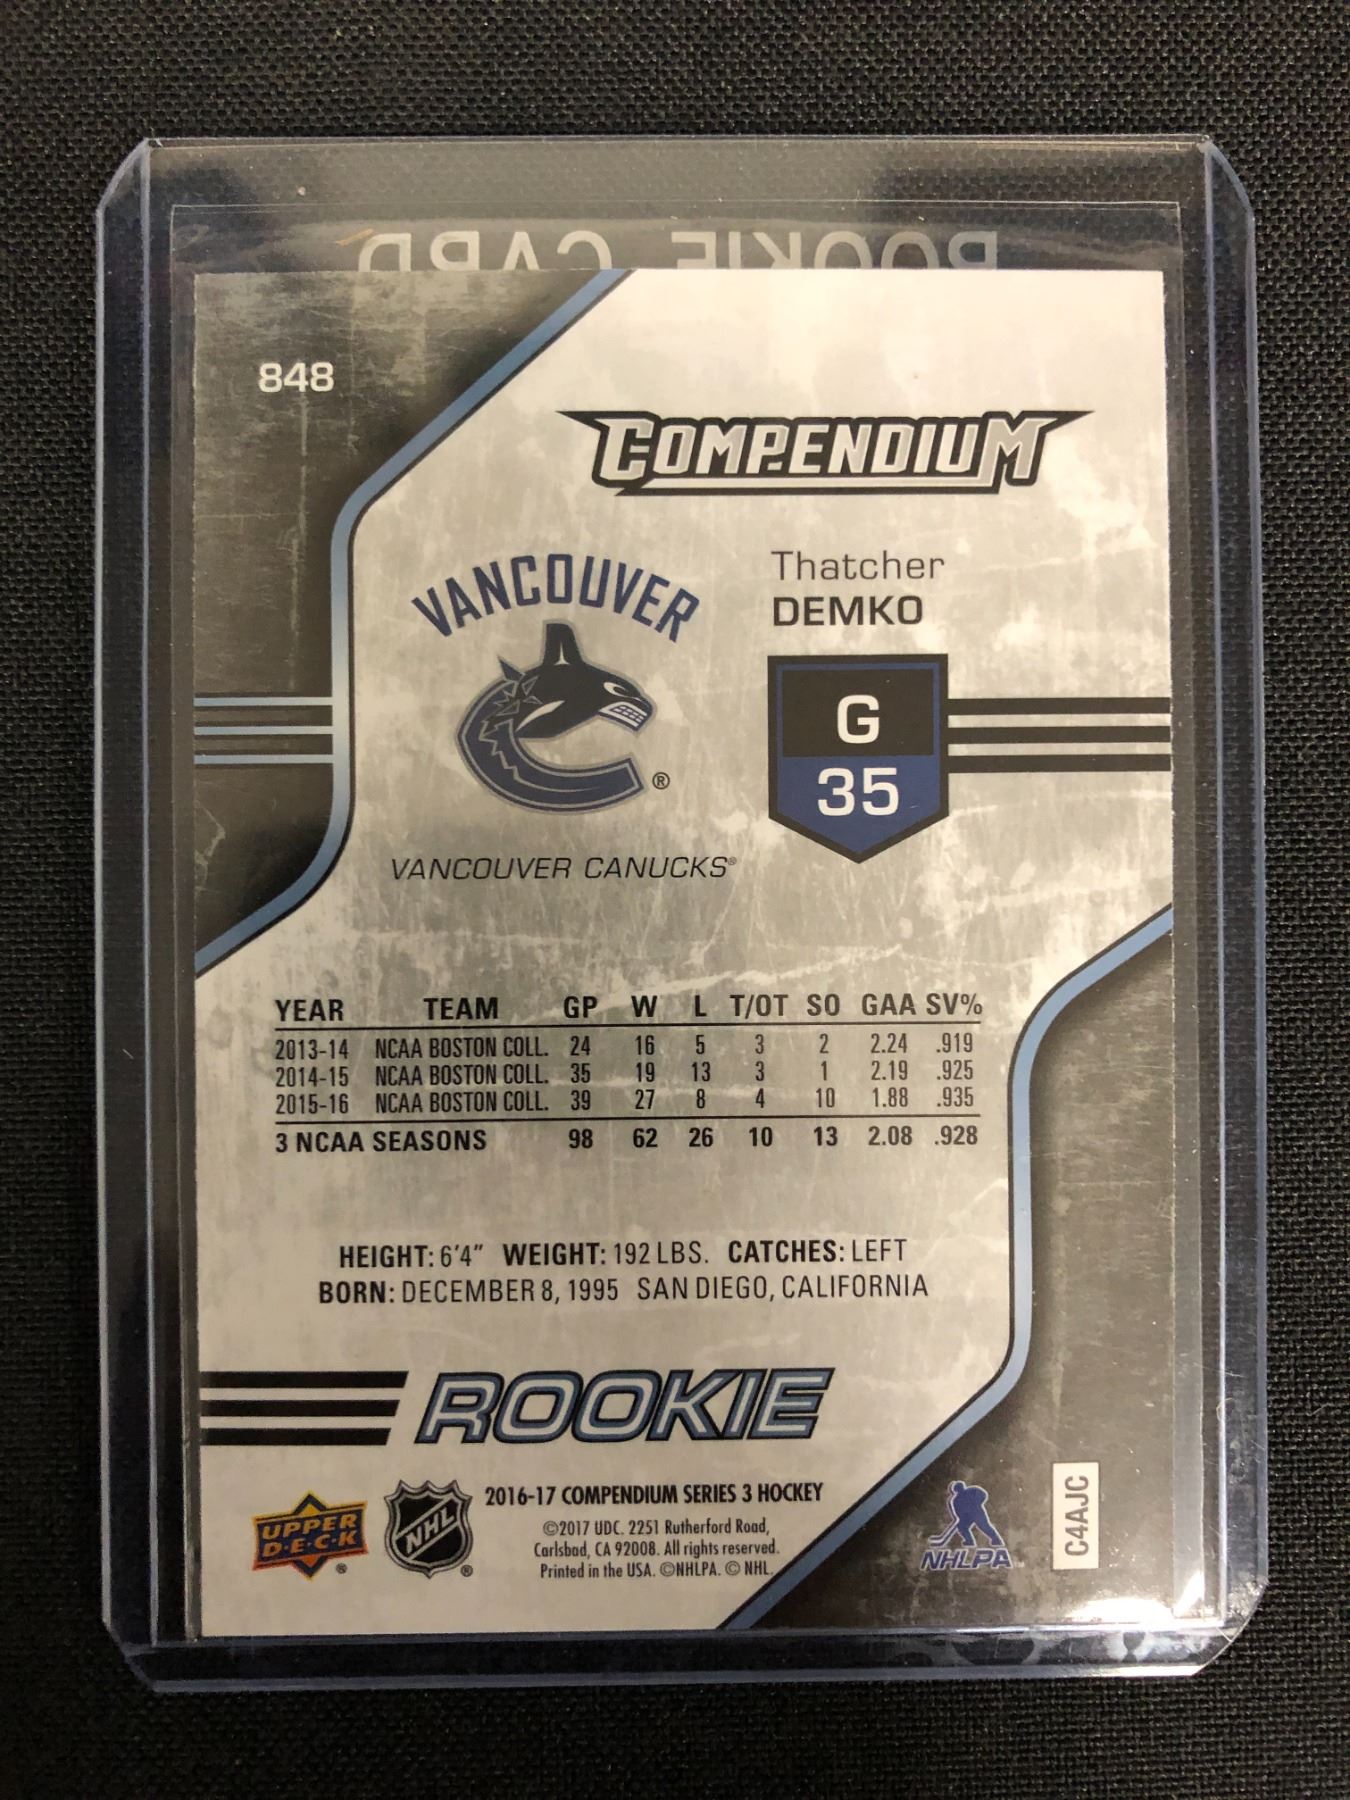 ROOKIE CARD
848
COMPENDIUM
VANCOUVER
®
VANCOUVER CANUCKS®
Thatcher
DEMKO
G
35
YEAR TEAM GP W L T/OT SO GAA SV%
2013-14 NCAA BOSTON COLL. 24 16 5 3 2 2.24 .919
2014-15 NCAA BOSTON COLL. 35 19 13 3 1 2.19 .925
2015-16 NCAA BOSTON COLL. 39 27 8 4 10 1.88 .935
3 NCAA SEASONS 98 62 26 10 13 2.08 .928
HEIGHT: 6'4" WEIGHT: 192 LBS. CATCHES: LEFT
BORN: DECEMBER 8, 1995 SAN DIEGO, CALIFORNIA
ROOKIE
UPPER
D·E·C·K
®
NHL
®
2016-17 COMPENDIUM SERIES 3 HOCKEY
©2017 UDC. 2251 Rutherford Road,
Carlsbad, CA 92008. All rights reserved.
Printed in the USA. ©NHLPA. © NHL.
NHLPA
C4AJC